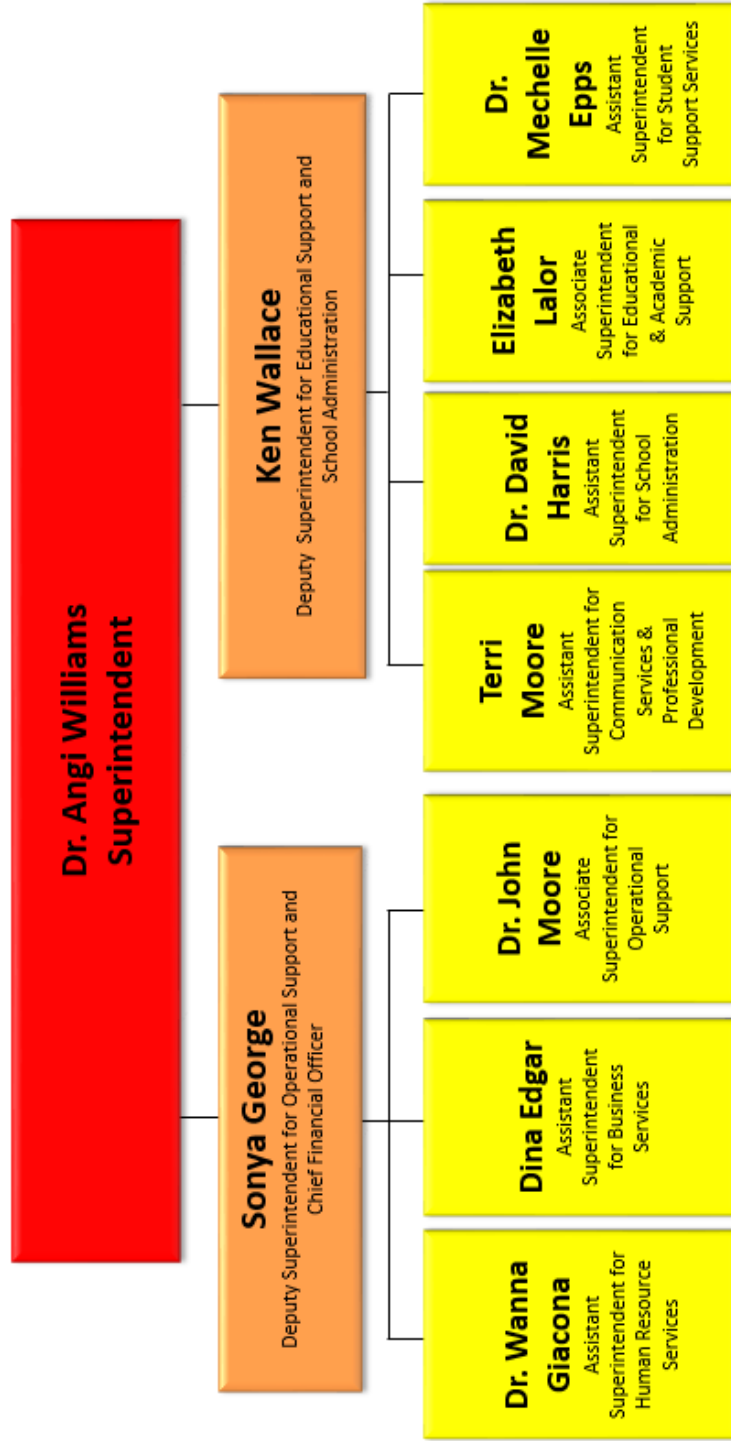 Dr. Angi Williams
Superintendent
Sonya George
Deputy Superintendent for Operational Support and
Chief Financial Officer
Ken Wallace
Deputy Superintendent for Educational Support and
School Administration
Dr. Wanna
Giacona
Assistant
Superintendent for
Human Resource
Services
Dina Edgar
Assistant
Superintendent
for Business
Services
Dr. John
Moore
Associate
Superintendent for
Operational
Support
Terri
Moore
Assistant
Superintendent for
Communication
Services &
Professional
Development
Dr. David
Harris
Assistant
Superintendent
for School
Administration
Elizabeth
Lalor
Associate
Superintendent
for Educational
& Academic
Support
Dr.
Mechelle
Epps
Assistant
Superintendent
for Student
Support Services